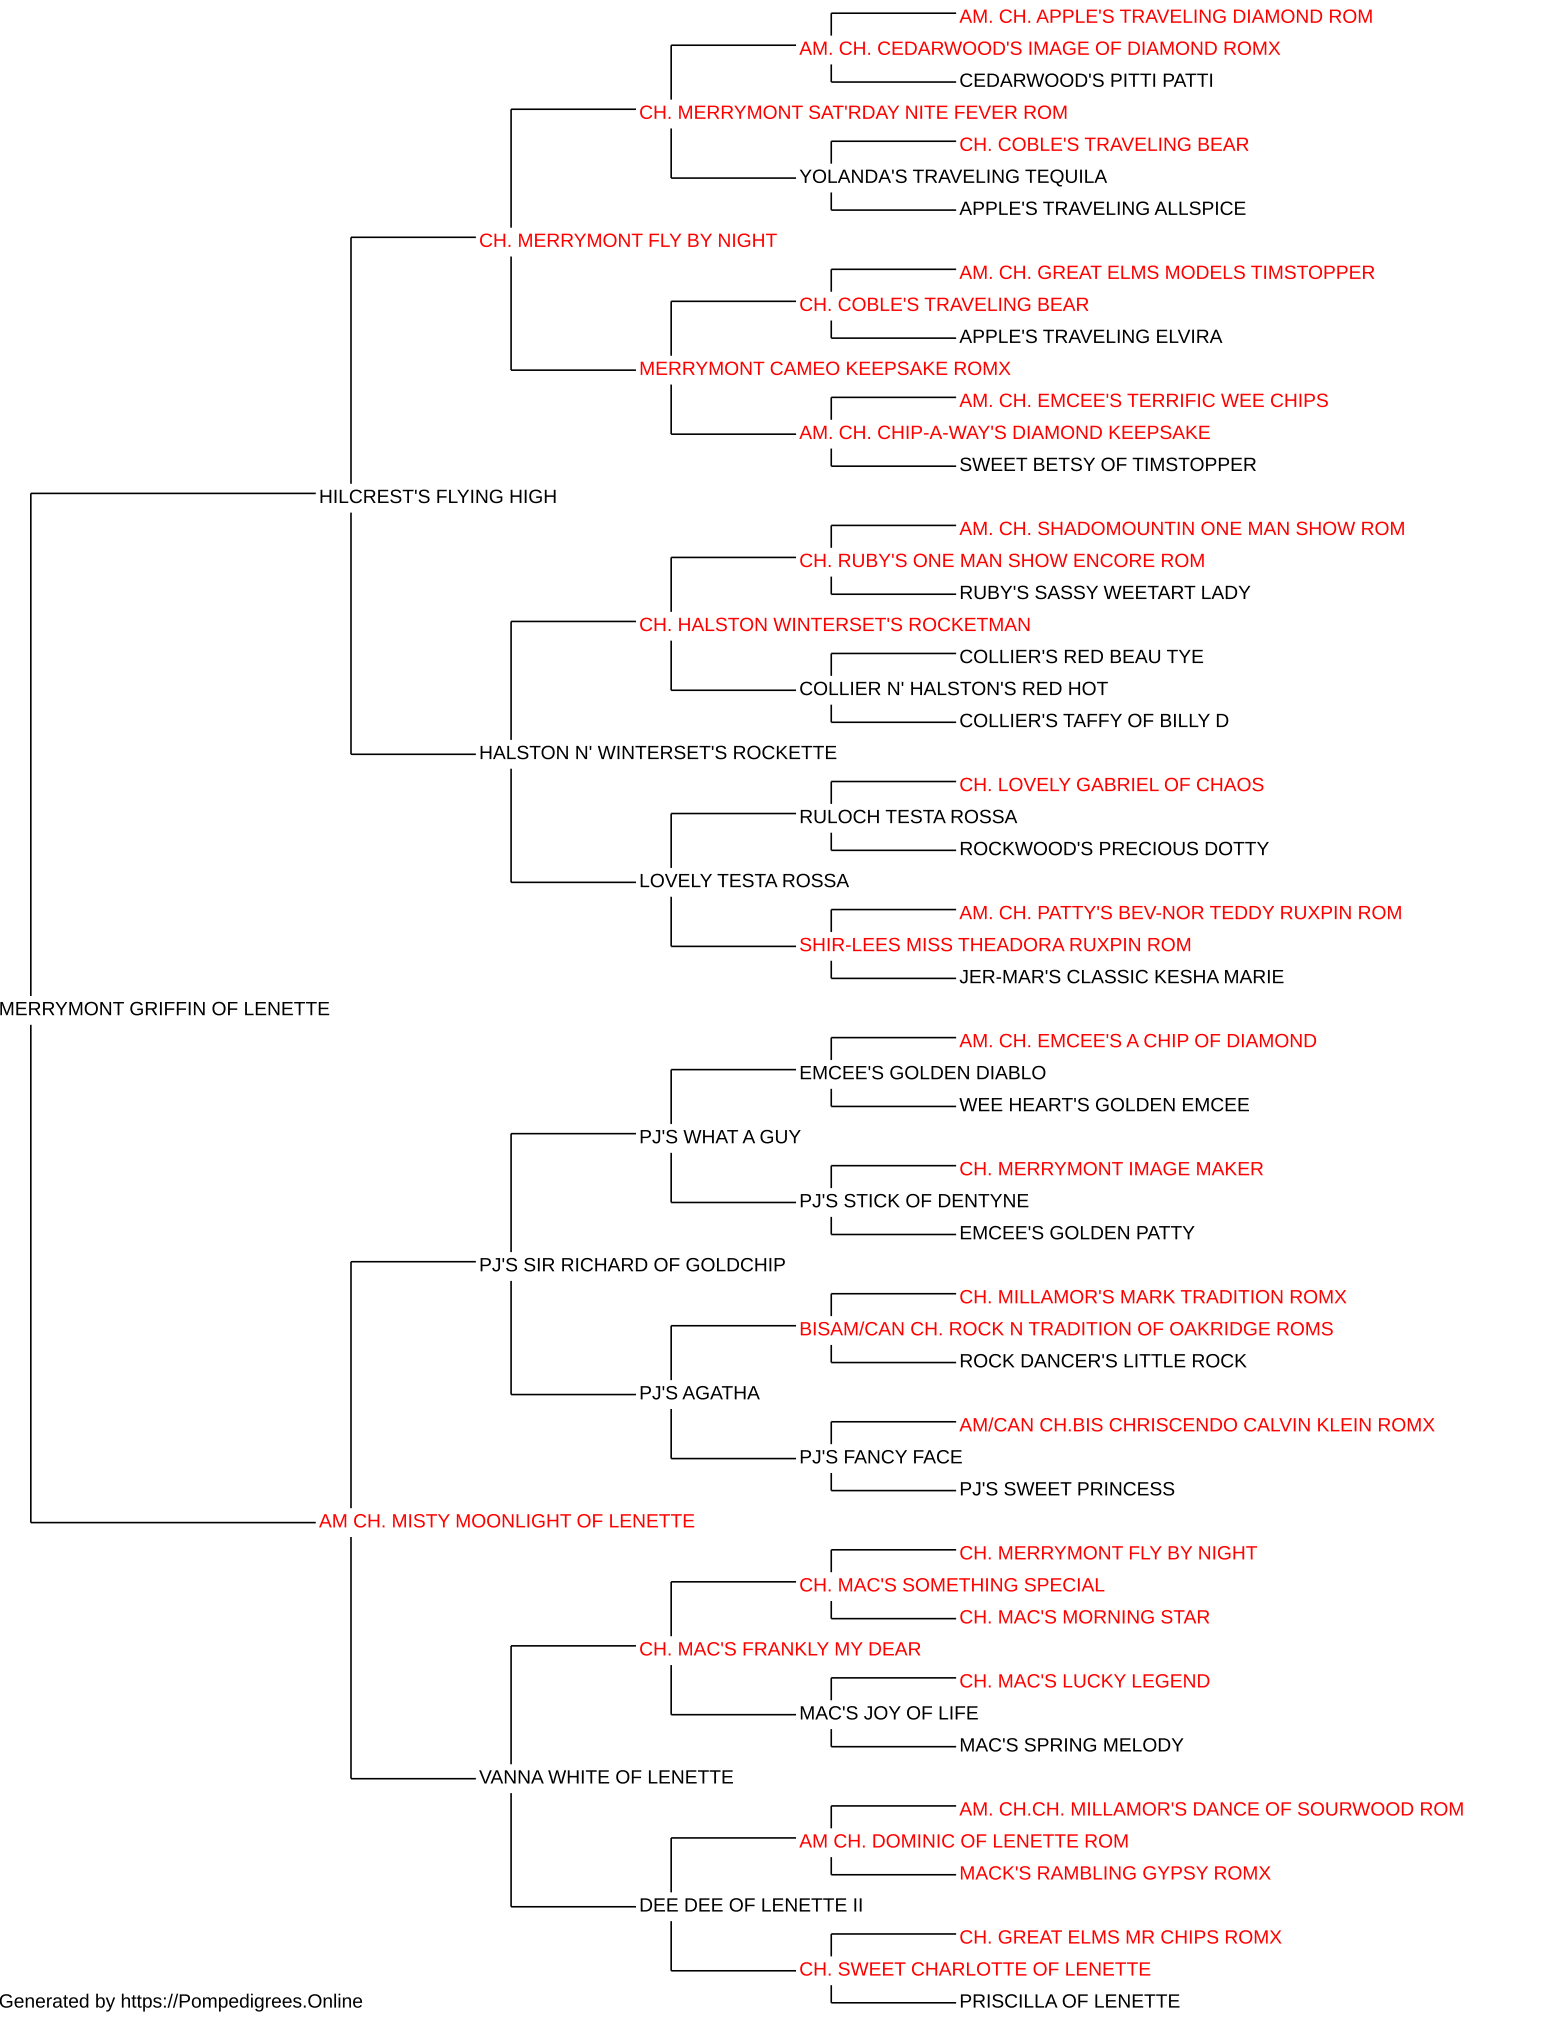 AM. CH. APPLE'S TRAVELING DIAMOND ROM
AM. CH. CEDARWOOD'S IMAGE OF DIAMOND ROMX
CEDARWOOD'S PITTI PATTI
CH. MERRYMONT SAT'RDAY NITE FEVER ROM
CH. COBLE'S TRAVELING BEAR
YOLANDA'S TRAVELING TEQUILA
APPLE'S TRAVELING ALLSPICE
CH. MERRYMONT FLY BY NIGHT
AM. CH. GREAT ELMS MODELS TIMSTOPPER
CH. COBLE'S TRAVELING BEAR
APPLE'S TRAVELING ELVIRA
MERRYMONT CAMEO KEEPSAKE ROMX
AM. CH. EMCEE'S TERRIFIC WEE CHIPS
AM. CH. CHIP-A-WAY'S DIAMOND KEEPSAKE
SWEET BETSY OF TIMSTOPPER
HILCREST'S FLYING HIGH
AM. CH. SHADOMOUNTIN ONE MAN SHOW ROM
CH. RUBY'S ONE MAN SHOW ENCORE ROM
RUBY'S SASSY WEETART LADY
CH. HALSTON WINTERSET'S ROCKETMAN
COLLIER'S RED BEAU TYE
COLLIER N' HALSTON'S RED HOT
COLLIER'S TAFFY OF BILLY D
HALSTON N' WINTERSET'S ROCKETTE
CH. LOVELY GABRIEL OF CHAOS
RULOCH TESTA ROSSA
ROCKWOOD'S PRECIOUS DOTTY
LOVELY TESTA ROSSA
AM. CH. PATTY'S BEV-NOR TEDDY RUXPIN ROM
SHIR-LEES MISS THEADORA RUXPIN ROM
JER-MAR'S CLASSIC KESHA MARIE
MERRYMONT GRIFFIN OF LENETTE
AM. CH. EMCEE'S A CHIP OF DIAMOND
EMCEE'S GOLDEN DIABLO
WEE HEART'S GOLDEN EMCEE
PJ'S WHAT A GUY
CH. MERRYMONT IMAGE MAKER
PJ'S STICK OF DENTYNE
EMCEE'S GOLDEN PATTY
PJ'S SIR RICHARD OF GOLDCHIP
CH. MILLAMOR'S MARK TRADITION ROMX
BISAM/CAN CH. ROCK N TRADITION OF OAKRIDGE ROMS
ROCK DANCER'S LITTLE ROCK
PJ'S AGATHA
AM/CAN CH.BIS CHRISCENDO CALVIN KLEIN ROMX
PJ'S FANCY FACE
PJ'S SWEET PRINCESS
AM CH. MISTY MOONLIGHT OF LENETTE
CH. MERRYMONT FLY BY NIGHT
CH. MAC'S SOMETHING SPECIAL
CH. MAC'S MORNING STAR
CH. MAC'S FRANKLY MY DEAR
CH. MAC'S LUCKY LEGEND
MAC'S JOY OF LIFE
MAC'S SPRING MELODY
VANNA WHITE OF LENETTE
AM. CH.CH. MILLAMOR'S DANCE OF SOURWOOD ROM
AM CH. DOMINIC OF LENETTE ROM
MACK'S RAMBLING GYPSY ROMX
DEE DEE OF LENETTE II
CH. GREAT ELMS MR CHIPS ROMX
CH. SWEET CHARLOTTE OF LENETTE
PRISCILLA OF LENETTE
Generated by https://Pompedigrees.Online